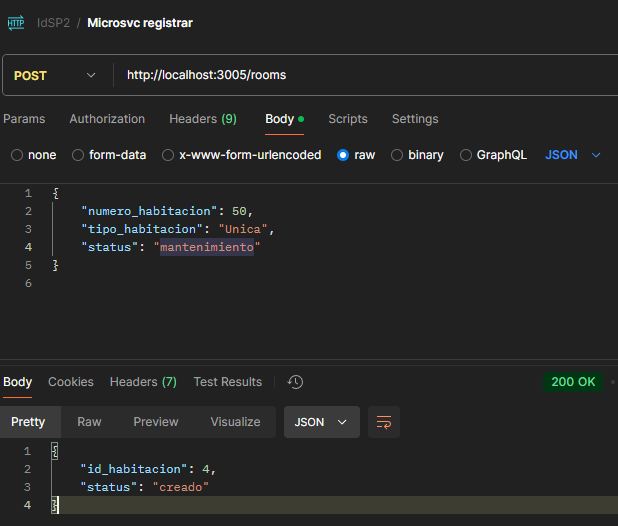 HTTP IdSP2 / Microsvc registrar
POST http://localhost:3005/rooms
Params Authorization Headers (9) Body Scripts Settings
none form-data x-www-form-urlencoded raw binary GraphQL JSON
1 {
2 "numero_habitacion": 50,
3 "tipo_habitacion": "Unica",
4 "status": "mantenimiento"
5 }
6
Body Cookies Headers (7) Test Results 200 OK
Pretty Raw Preview Visualize JSON
1 {
2 "id_habitacion": 4,
3 "status": "creado"
4 }